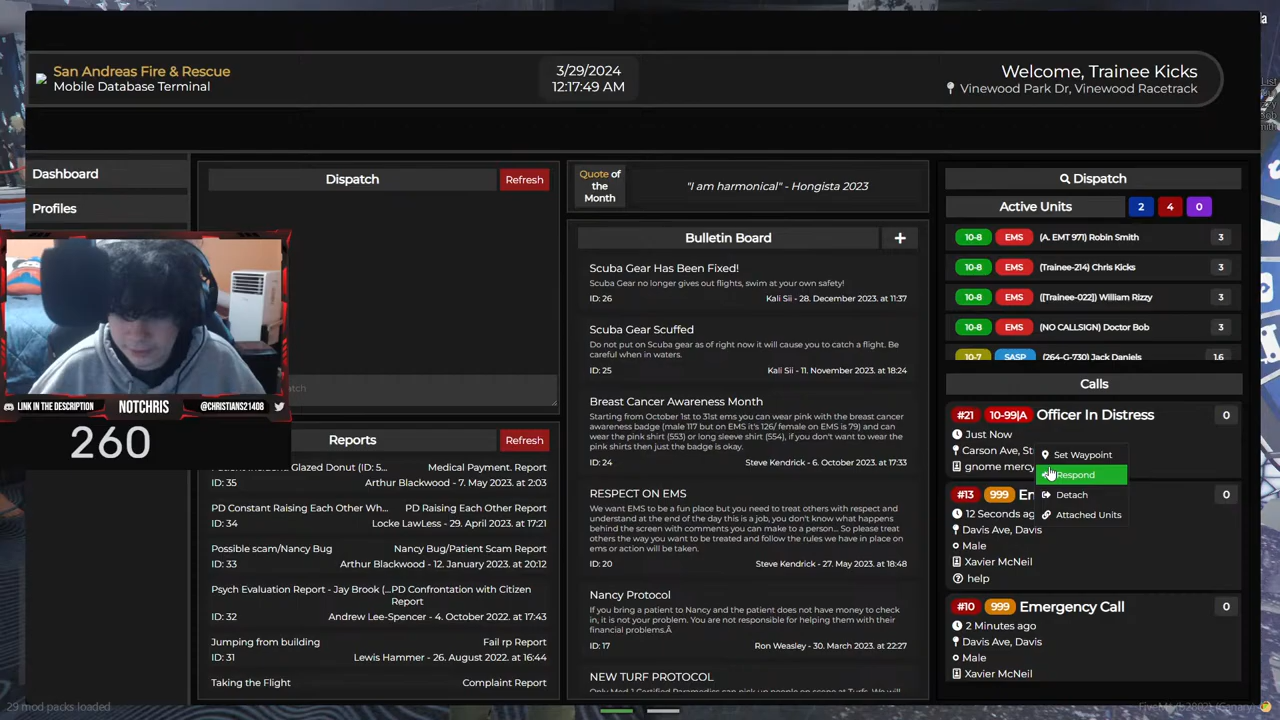 San Andreas Fire & Rescue
Mobile Database Terminal
3/29/2024
12:17:49 AM
Welcome, Trainee Kicks
Vinewood Park Dr, Vinewood Racetrack
Dashboard
Profiles
LINK IN THE DESCRIPTION
NOTCHRIS
@CHRISTIANS21408
260
Dispatch
Refresh
Reports
Refresh
Glazed Donut (ID: 5...
Medical Payment. Report
ID: 35
Arthur Blackwood - 7. May 2023. at 2:03
PD Constant Raising Each Other Wh...
PD Raising Each Other Report
ID: 34
Locke LawLess - 29. April 2023. at 17:21
Possible scam/Nancy Bug
Nancy Bug/Patient Scam Report
ID: 33
Arthur Blackwood - 12. January 2023. at 20:12
Psych Evaluation Report - Jay Brook (...
PD Confrontation with Citizen
Report
ID: 32
Andrew Lee-Spencer - 4. October 2022. at 17:43
Jumping from building
Fail rp Report
ID: 31
Lewis Hammer - 26. August 2022. at 16:44
Taking the Flight
Complaint Report
Quote of
the
Month
"I am harmonical" - Hongista 2023
Bulletin Board
+
Scuba Gear Has Been Fixed!
Scuba Gear no longer gives out flights, swim at your own safety!
ID: 26
Kali Sii - 28. December 2023. at 11:37
Scuba Gear Scuffed
Do not put on Scuba gear as of right now it will cause you to catch a flight. Be
careful when in waters.
ID: 25
Kali Sii - 11. November 2023. at 18:24
Breast Cancer Awareness Month
Starting from October 1st to 31st ems you can wear pink with the breast cancer
awareness badge (male 117 but on EMS it's 126/ female on EMS is 79) and can
wear the pink shirt (553) or long sleeve shirt (554), if you don't want to wear the
pink shirts then just the badge is okay.
ID: 24
Steve Kendrick - 6. October 2023. at 17:33
RESPECT ON EMS
We want EMS to be a fun place but you need to treat others with respect and
understand at the end of the day this is a job, you don't know what happens
behind the screen with comments you can make to a person... So please treat
others the way you want to be treated and follow the rules we have in place on
ems or action will be taken.
ID: 20
Steve Kendrick - 27. May 2023. at 18:48
Nancy Protocol
If you bring a patient to Nancy and the patient does not have money to check
in, it is not your problem. You are not responsible for helping them with their
financial problems.Â
ID: 17
Ron Weasley - 30. March 2023. at 22:27
NEW TURF PROTOCOL
Only Med 1 Certified Paramedics can pick up people on scene at Turfs. We will
Dispatch
Active Units
2
4
0
10-8 EMS (A. EMT 971) Robin Smith 3
10-8 EMS (Trainee-214) Chris Kicks 3
10-8 EMS ([Trainee-022]) William Rizzy 3
10-8 EMS (NO CALLSIGN) Doctor Bob 3
10-7 SASP (264-G-730) Jack Daniels 1.6
Calls
#21 10-99|A Officer In Distress 0
Just Now
Carson Ave,
gnome mercy
Set Waypoint
Respond
Detach
Attached Units
#13 999 0
12 Seconds
Davis Ave, Davis
Male
Xavier McNeil
help
#10 999 Emergency Call 0
2 Minutes ago
Davis Ave, Davis
Male
Xavier McNeil
29 mod packs loaded